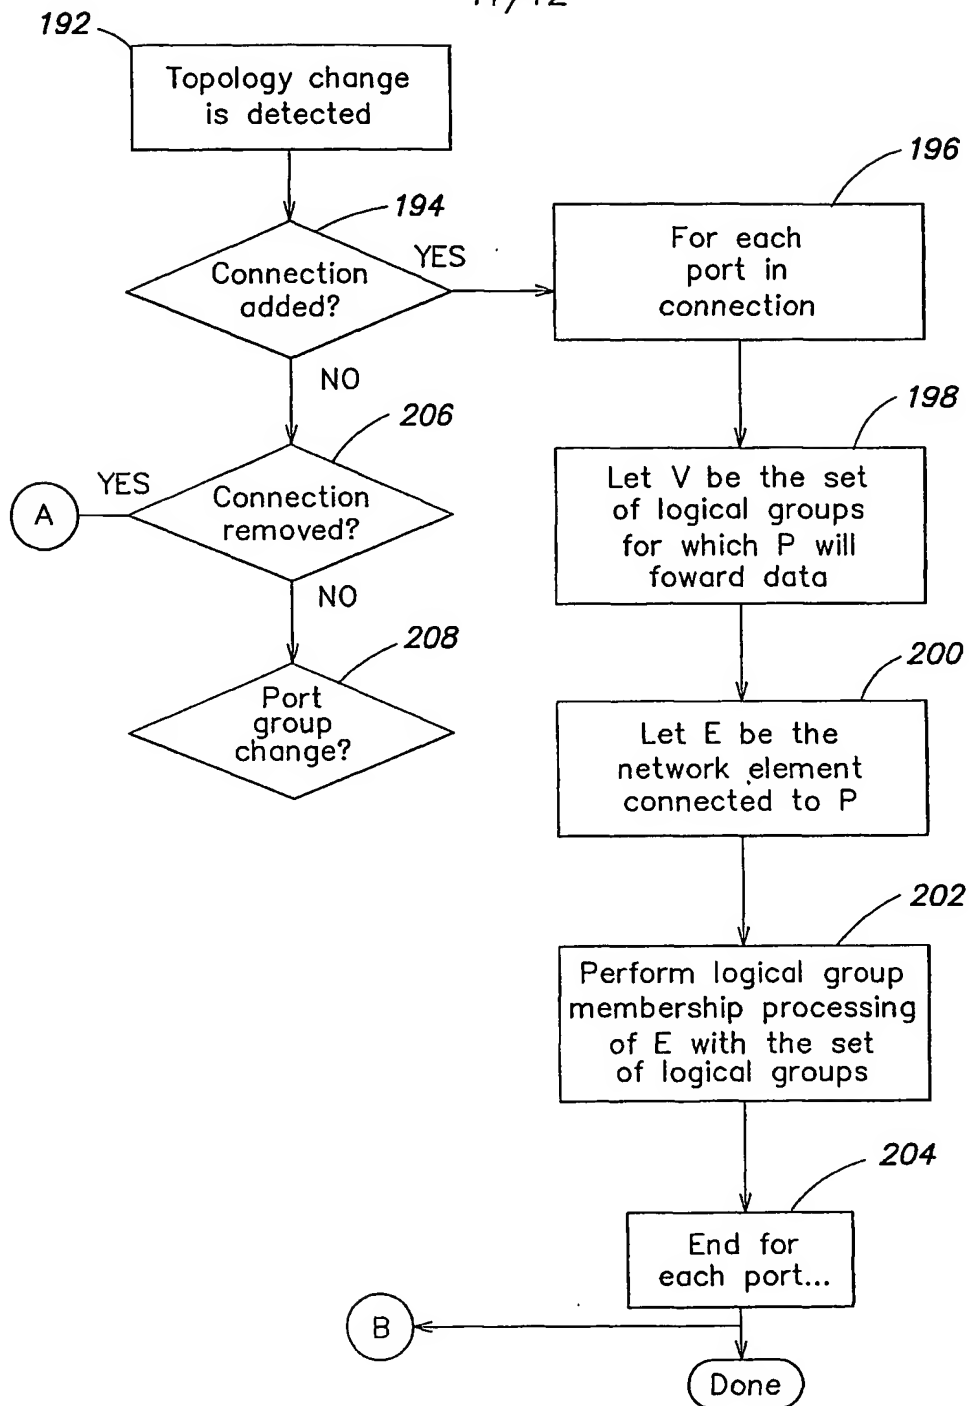 192
Topology change
is detected
194
Connection
added?
YES
NO
196
For each
port in
connection
198
Let V be the set
of logical groups
for which P will
foward data
200
Let E be the
network element
connected to P
202
Perform logical group
membership processing
of E with the set
of logical groups
204
End for
each port...
B
Done
206
Connection
removed?
YES
A
NO
208
Port
group
change?